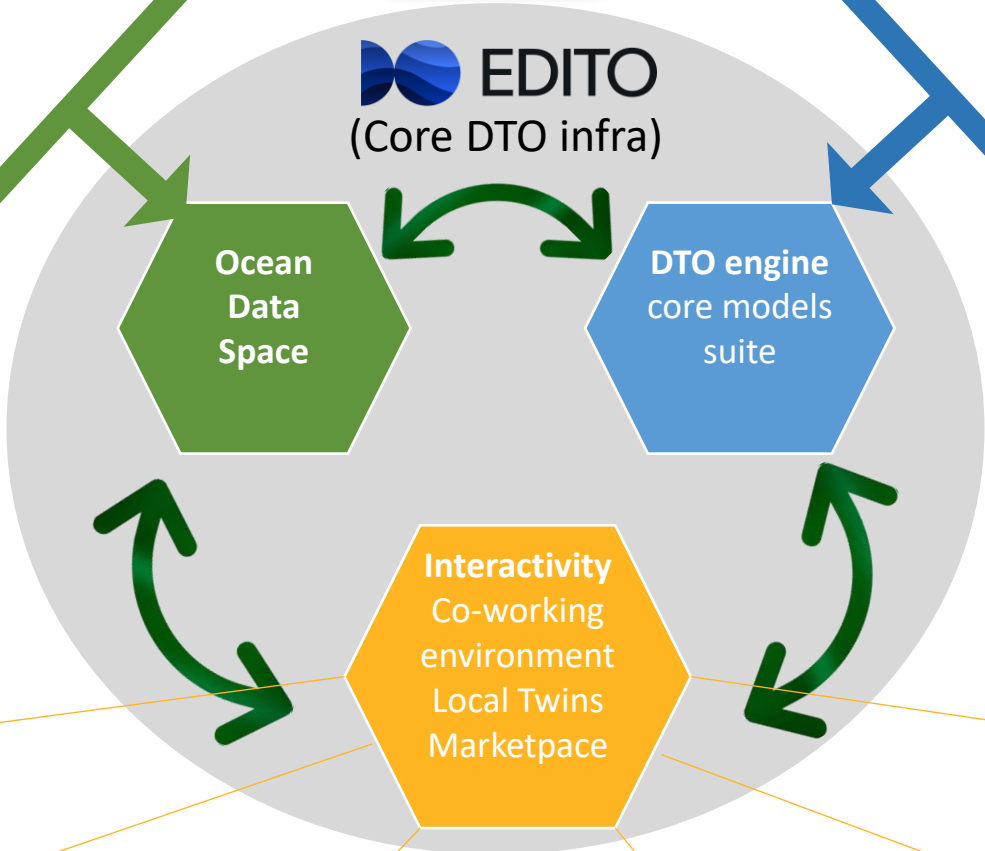 EDITO
(Core DTO infra)
Ocean
Data
Space
DTO engine
core models
suite
Interactivity
Co-working
environment
Local Twins
Marketpace